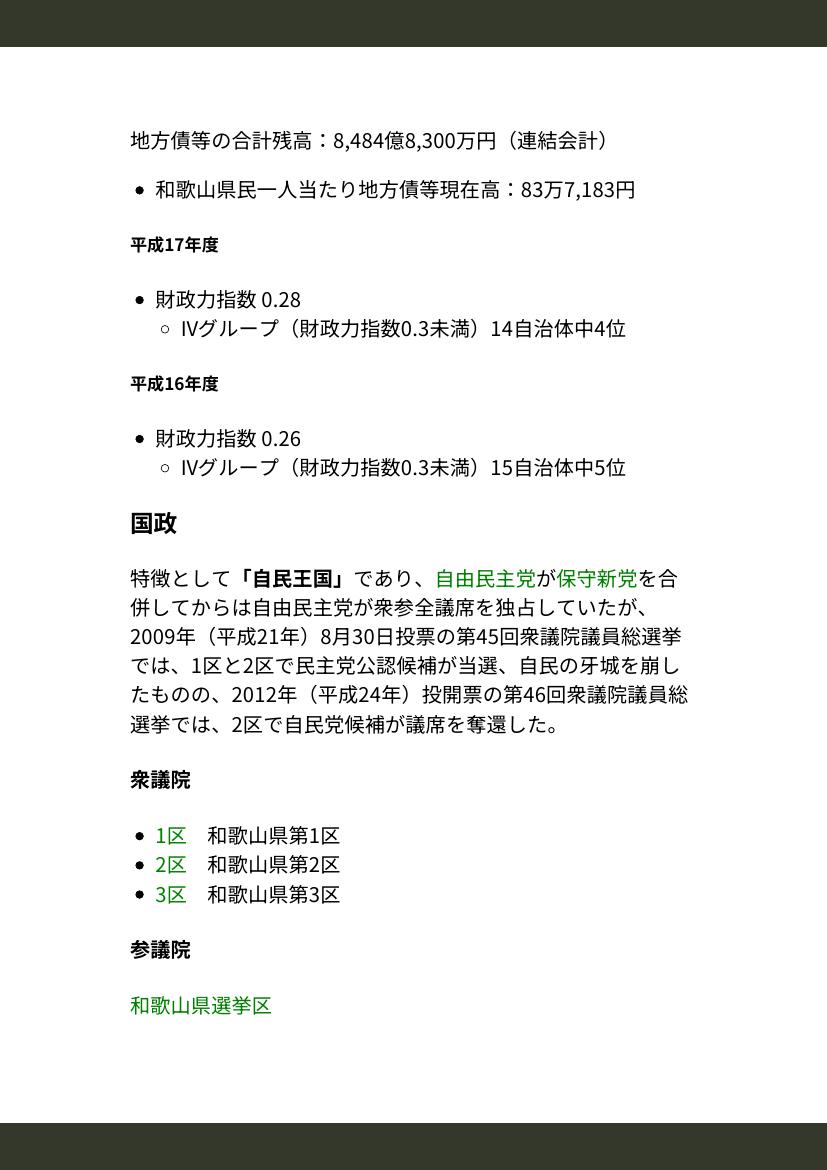 地方債等の合計残高：8,484億8,300万円（連結会計）
• 和歌山県民一人当たり地方債等現在高：83万7,183円
平成17年度
• 財政力指数 0.28
◦ IVグループ（財政力指数0.3未満）14自治体中4位
平成16年度
• 財政力指数 0.26
◦ IVグループ（財政力指数0.3未満）15自治体中5位
国政
特徴として「自民王国」であり、自由民主党が保守新党を合
併してからは自由民主党が衆参全議席を独占していたが、
2009年（平成21年）8月30日投票の第45回衆議院議員総選挙
では、1区と2区で民主党公認候補が当選、自民の牙城を崩し
たものの、2012年（平成24年）投開票の第46回衆議院議員総
選挙では、2区で自民党候補が議席を奪還した。
衆議院
• 1区　和歌山県第1区
• 2区　和歌山県第2区
• 3区　和歌山県第3区
参議院
和歌山県選挙区